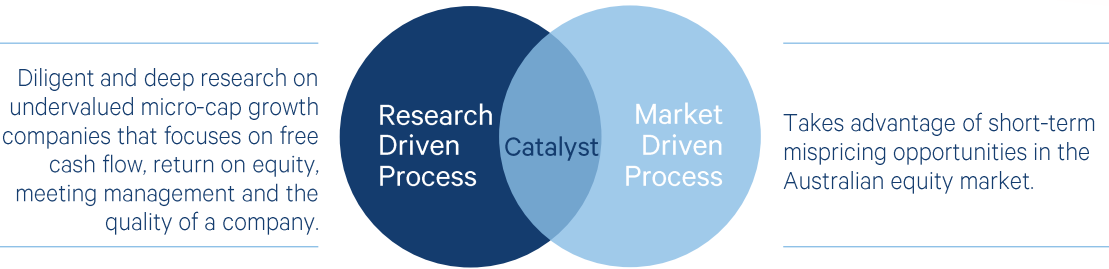 Diligent and deep research on
undervalued micro-cap growth
companies that focuses on free
cash flow, return on equity,
meeting management and the
quality of a company.
Research
Driven
Process
Catalyst
Market
Driven
Process
Takes advantage of short-term
mispricing opportunities in the
Australian equity market.